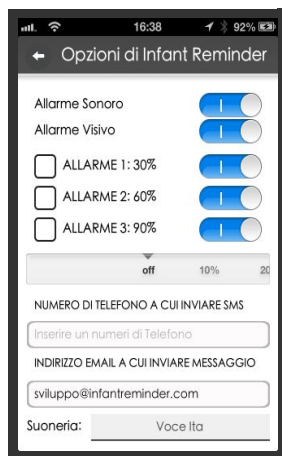 16:38
92%
Opzioni di Infant Reminder
Allarme Sonoro
Allarme Visivo
ALLARME 1: 30%
ALLARME 2: 60%
ALLARME 3: 90%
off 10% 20
NUMERO DI TELEFONO A CUI INVIARE SMS
Inserire un numeri di Telefono
INDIRIZZO EMAIL A CUI INVIARE MESSAGGIO
sviluppo@infantreminder.com
Suoneria: Voce Ita